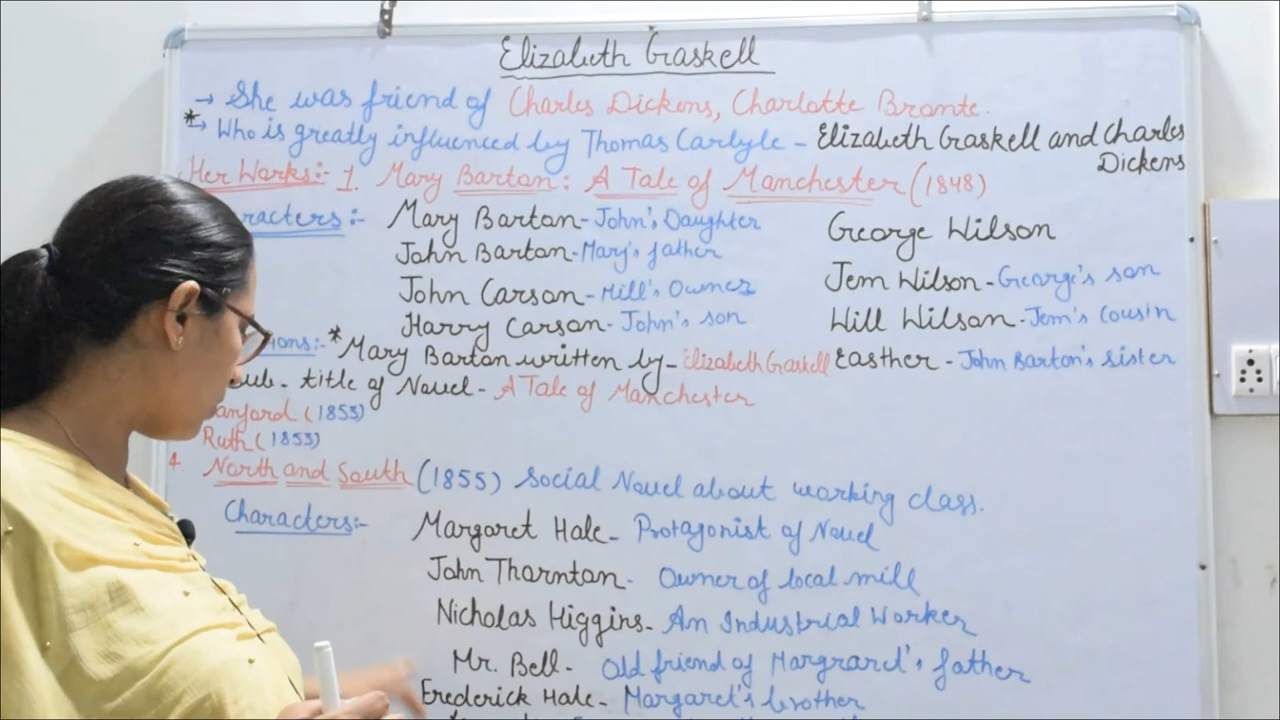 Elizabeth Gaskell
→ She was friend of Charles Dickens, Charlotte Bronte.
*→ Who is greatly influenced by Thomas Carlyle - Elizabeth Gaskell and Charles Dickens
Her Works:- 1. Mary Barton: A Tale of Manchester (1848)
racters:- Mary Barton - John's Daughter George Wilson
John Barton - Mary's father Jem Wilson - George's son
John Carson - Mill's Owner Will Wilson - Jem's Cousin
Harry Carson - John's son Easther - John Barton's sister
ions:- *Mary Barton written by - Elizabeth Gaskell
ub - title of Novel - A Tale of Manchester
anford (1853)
Ruth (1853)
4. North and South (1855) Social Novel about working class.
Characters:- Margaret Hale - Protagonist of Novel
John Thornton - Owner of local mill
Nicholas Higgins - An Industrial Worker
Mr. Bell - Old friend of Margrard's father
Frederick Hale - Margaret's brother